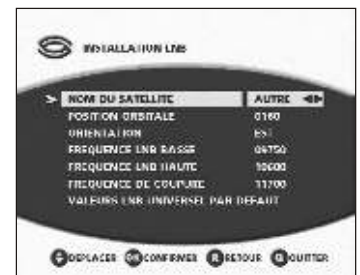 INSTALLATION LNB
NOM DU SATELLITE AUTRE
POSITION ORBITALE 0160
ORIENTATION EST
FREQUENCE LNB BASSE 09750
FREQUENCE LNB HAUTE 10600
FREQUENCE DE COUPURE 11700
VALEURS LNB UNIVERSEL PAR DEFAUT
DEPLACER OK CONFIRMER R RETOUR QUITTER